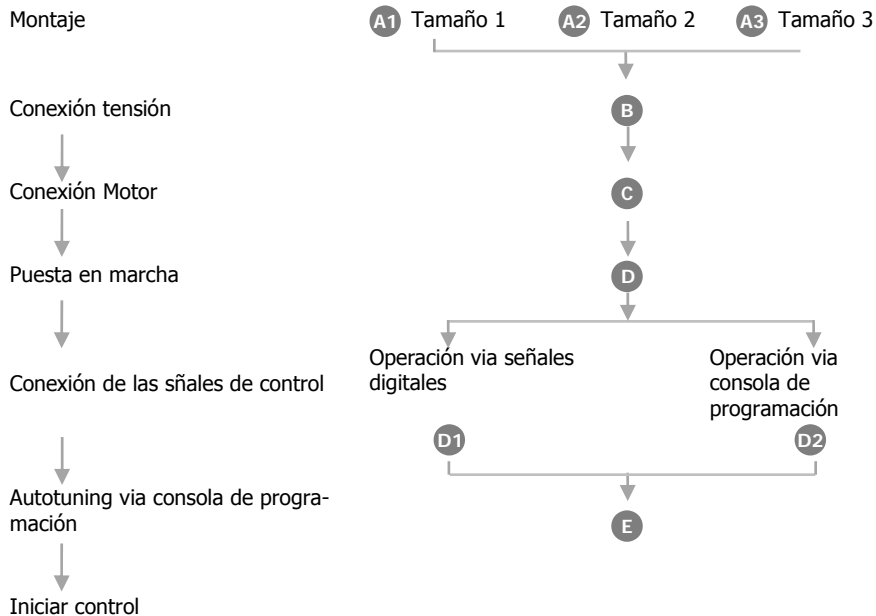 Montaje
A1 Tamaño 1
A2 Tamaño 2
A3 Tamaño 3
Conexión tensión
B
Conexión Motor
C
Puesta en marcha
D
Operación via señales
digitales
Operación via
consola de
programación
Conexión de las sñales de control
D1
D2
Autotuning via consola de progra-
mación
E
Iniciar control